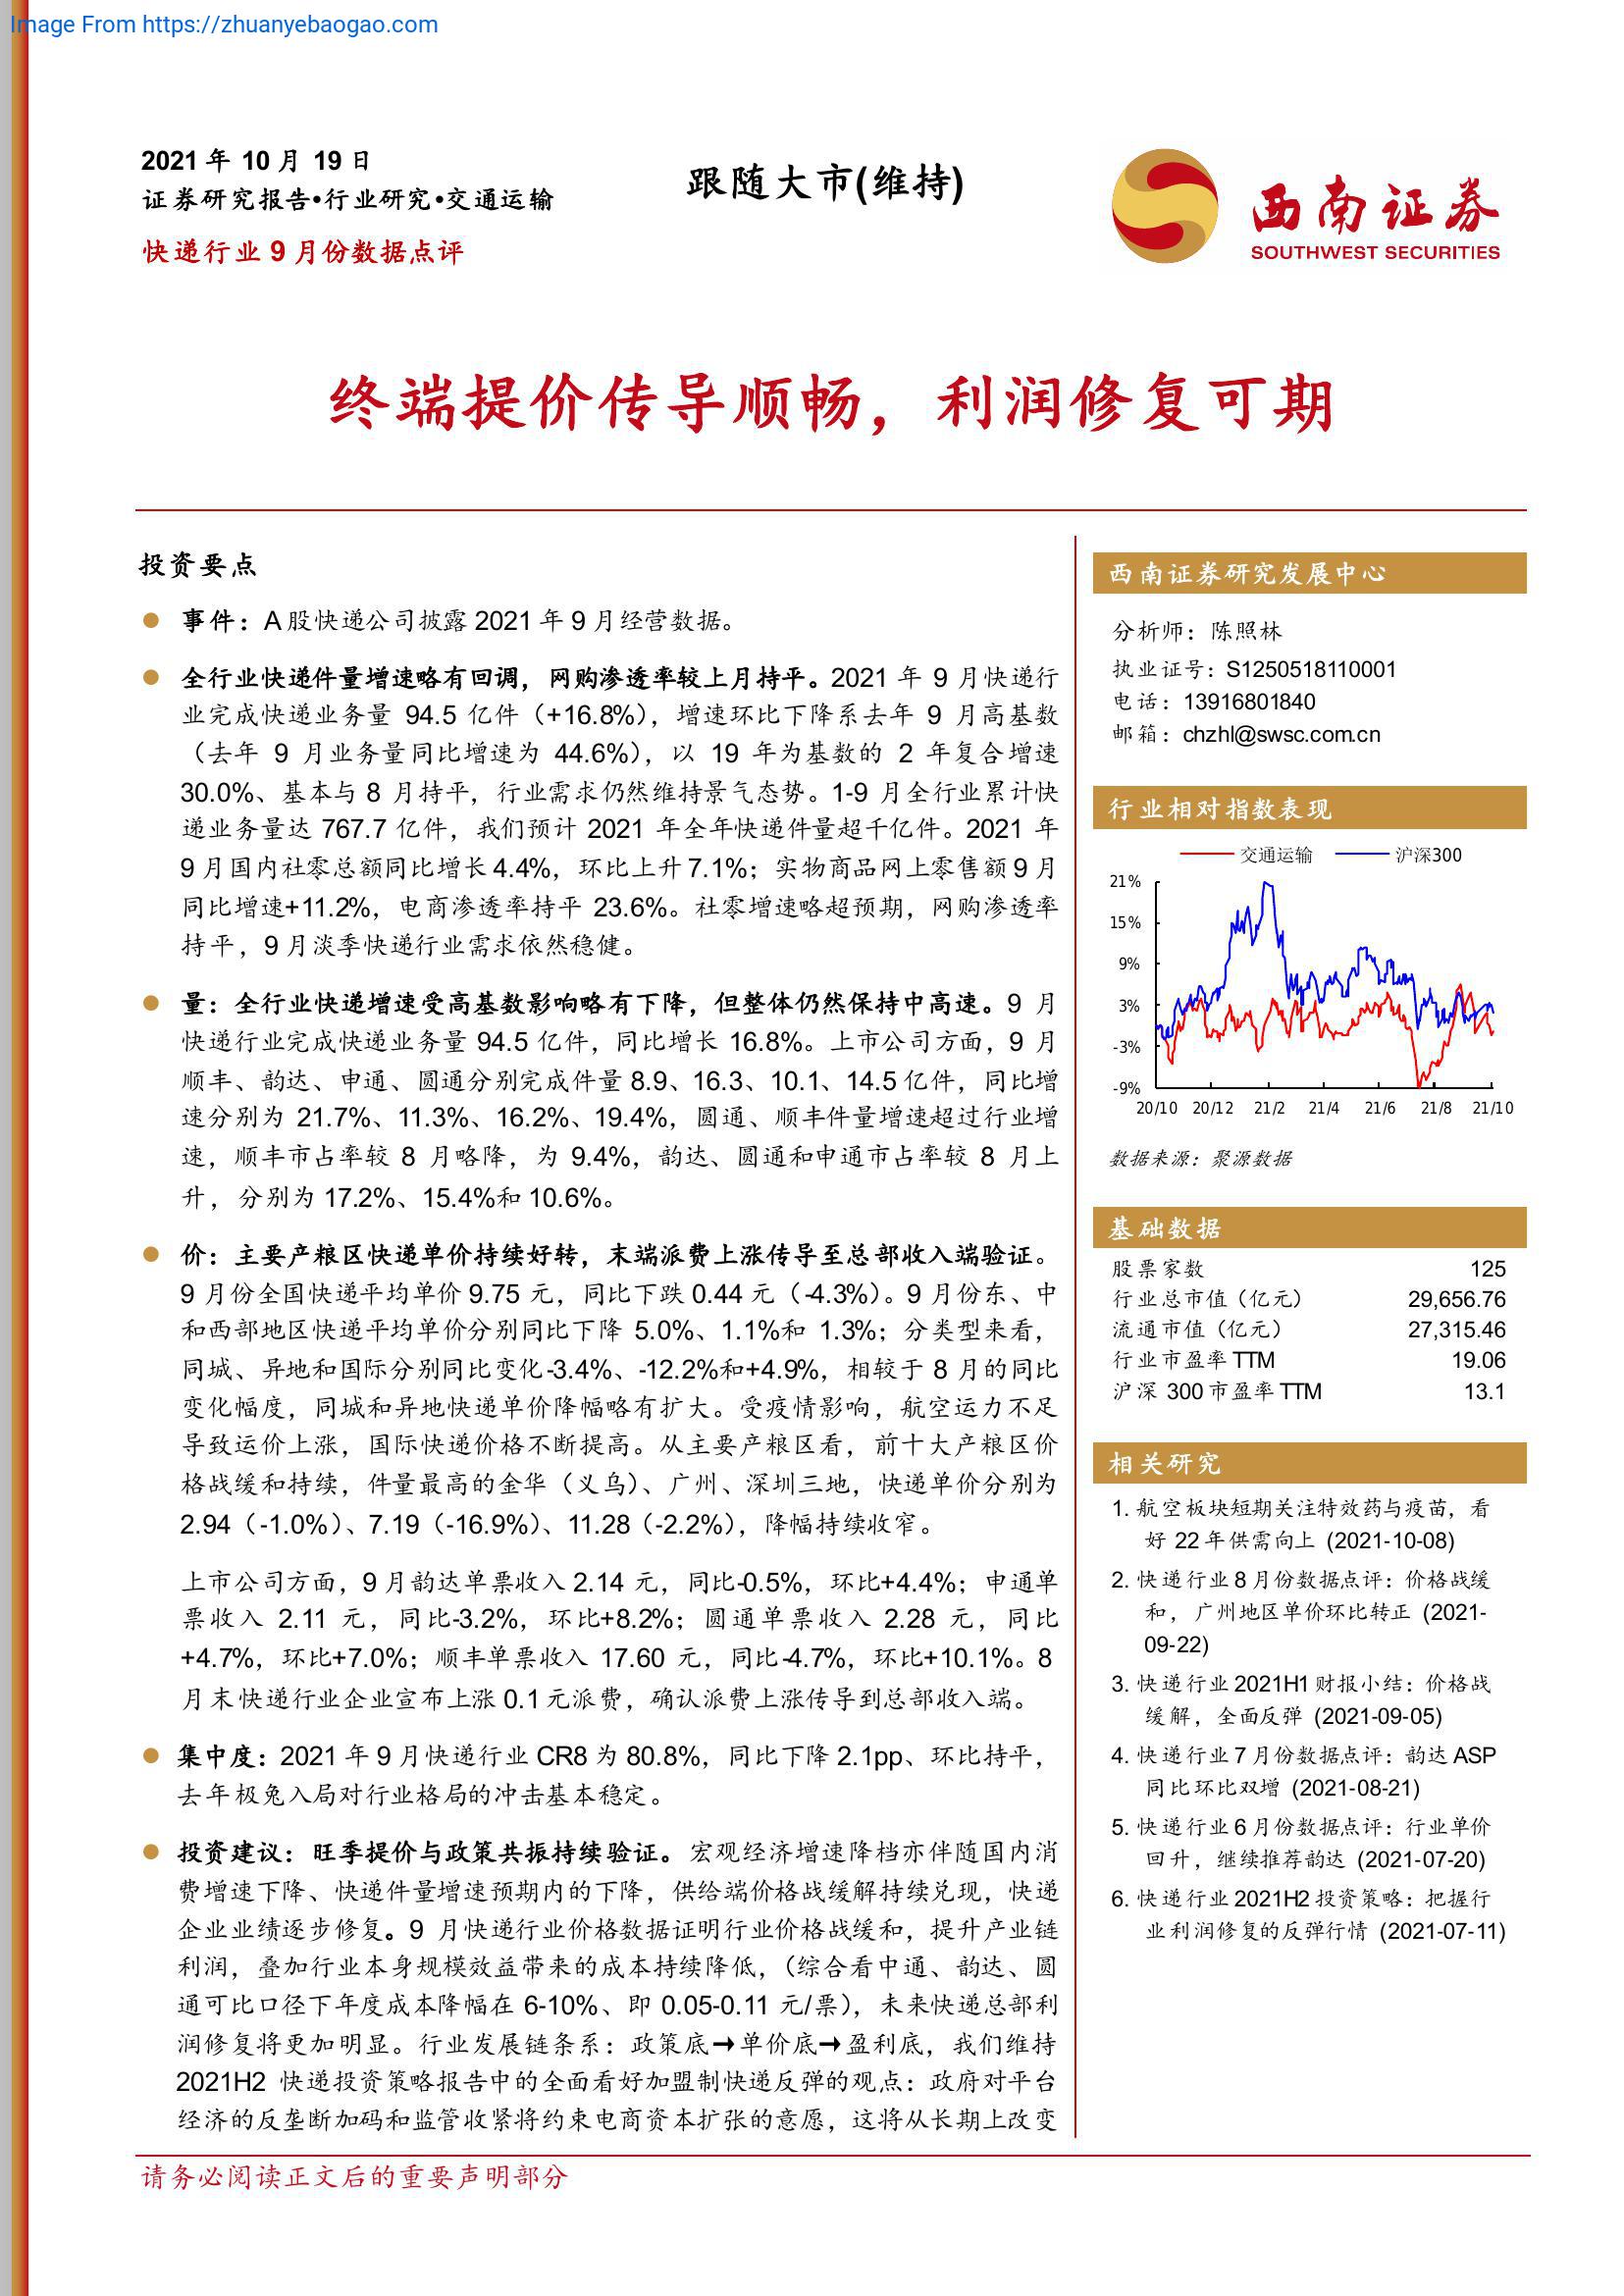 Image From https://zhuanyebaogao.com
2021 年 10 月 19 日
证券研究报告•行业研究•交通运输
快递行业 9 月份数据点评
跟随大市(维持)
西南证券
SOUTHWEST SECURITIES
终端提价传导顺畅，利润修复可期
投资要点
事件：A 股快递公司披露 2021 年 9 月经营数据。
全行业快递件量增速略有回调，网购渗透率较上月持平。2021 年 9 月快递行
业完成快递业务量 94.5 亿件（+16.8%），增速环比下降系去年 9 月高基数
（去年 9 月业务量同比增速为 44.6%），以 19 年为基数的 2 年复合增速
30.0%、基本与 8 月持平，行业需求仍然维持景气态势。1-9 月全行业累计快
递业务量达 767.7 亿件，我们预计 2021 年全年快递件量超千亿件。2021 年
9 月国内社零总额同比增长 4.4%，环比上升 7.1%；实物商品网上零售额 9 月
同比增速+11.2%，电商渗透率持平 23.6%。社零增速略超预期，网购渗透率
持平，9 月淡季快递行业需求依然稳健。
量：全行业快递增速受高基数影响略有下降，但整体仍然保持中高速。9 月
快递行业完成快递业务量 94.5 亿件，同比增长 16.8%。上市公司方面，9 月
顺丰、韵达、申通、圆通分别完成件量 8.9、16.3、10.1、14.5 亿件，同比增
速分别为 21.7%、11.3%、16.2%、19.4%，圆通、顺丰件量增速超过行业增
速，顺丰市占率较 8 月略降，为 9.4%，韵达、圆通和申通市占率较 8 月上
升，分别为 17.2%、15.4%和 10.6%。
价：主要产粮区快递单价持续好转，末端派费上涨传导至总部收入端验证。
9 月份全国快递平均单价 9.75 元，同比下跌 0.44 元（-4.3%）。9 月份东、中
和西部地区快递平均单价分别同比下降 5.0%、1.1%和 1.3%；分类型来看，
同城、异地和国际分别同比变化-3.4%、-12.2%和+4.9%，相较于 8 月的同比
变化幅度，同城和异地快递单价降幅略有扩大。受疫情影响，航空运力不足
导致运价上涨，国际快递价格不断提高。从主要产粮区看，前十大产粮区价
格战缓和持续，件量最高的金华（义乌）、广州、深圳三地，快递单价分别为
2.94（-1.0%）、7.19（-16.9%）、11.28（-2.2%），降幅持续收窄。
上市公司方面，9 月韵达单票收入 2.14 元，同比-0.5%，环比+4.4%；申通单
票收入 2.11 元，同比-3.2%，环比+8.2%；圆通单票收入 2.28 元，同比
+4.7%，环比+7.0%；顺丰单票收入 17.60 元，同比-4.7%，环比+10.1%。8
月末快递行业企业宣布上涨 0.1 元派费，确认派费上涨传导到总部收入端。
集中度：2021 年 9 月快递行业 CR8 为 80.8%，同比下降 2.1pp、环比持平，
去年极兔入局对行业格局的冲击基本稳定。
投资建议：旺季提价与政策共振持续验证。宏观经济增速降档亦伴随国内消
费增速下降、快递件量增速预期内的下降，供给端价格战缓解持续兑现，快递
企业业绩逐步修复。9 月快递行业价格数据证明行业价格战缓和，提升产业链
利润，叠加行业本身规模效益带来的成本持续降低，（综合看中通、韵达、圆
通可比口径下年度成本降幅在 6-10%、即 0.05-0.11 元/票），未来快递总部利
润修复将更加明显。行业发展链条系：政策底→单价底→盈利底，我们维持
2021H2 快递投资策略报告中的全面看好加盟制快递反弹的观点：政府对平台
经济的反垄断加码和监管收紧将约束电商资本扩张的意愿，这将从长期上改变
西南证券研究发展中心
分析师：陈照林
执业证号：S1250518110001
电话：13916801840
邮箱：chzhl@swsc.com.cn
行业相对指数表现
交通运输 沪深300
21%
15%
9%
3%
-3%
-9%
20/10 20/12 21/2 21/4 21/6 21/8 21/10
数据来源：聚源数据
基础数据
股票家数 125
行业总市值（亿元） 29,656.76
流通市值（亿元） 27,315.46
行业市盈率 TTM 19.06
沪深 300 市盈率 TTM 13.1
相关研究
1. 航空板块短期关注特效药与疫苗，看
好 22 年供需向上 (2021-10-08)
2. 快递行业 8 月份数据点评：价格战缓
和，广州地区单价环比转正 (2021-
09-22)
3. 快递行业 2021H1 财报小结：价格战
缓解，全面反弹 (2021-09-05)
4. 快递行业 7 月份数据点评：韵达 ASP
同比环比双增 (2021-08-21)
5. 快递行业 6 月份数据点评：行业单价
回升，继续推荐韵达 (2021-07-20)
6. 快递行业 2021H2 投资策略：把握行
业利润修复的反弹行情 (2021-07-11)
请务必阅读正文后的重要声明部分